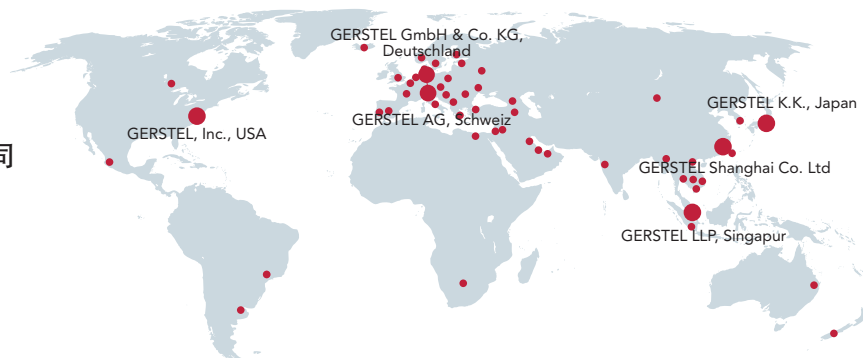 GERSTEL GmbH & Co. KG,
Deutschland
GERSTEL K.K., Japan
GERSTEL AG, Schweiz
GERSTEL, Inc., USA
司
GERSTEL Shanghai Co. Ltd
GERSTEL LLP, Singapur